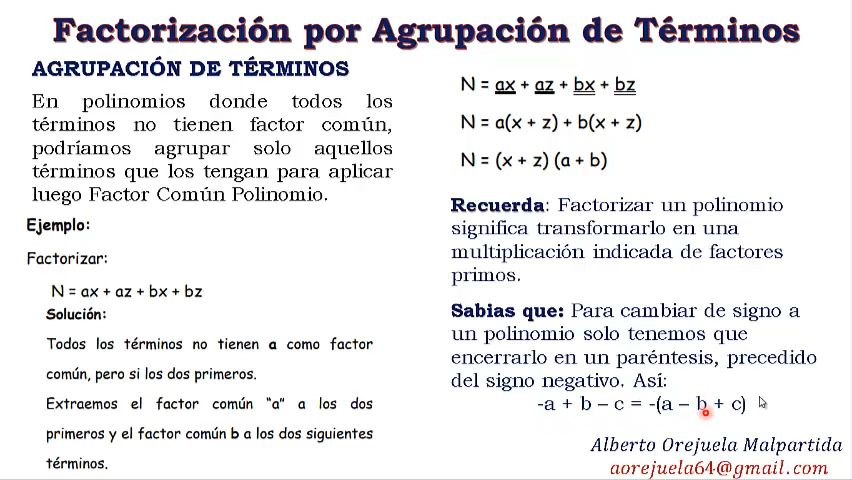 Factorización por Agrupación de Términos
AGRUPACIÓN DE TÉRMINOS
En polinomios donde todos los
términos no tienen factor común,
podríamos agrupar solo aquellos
términos que los tengan para aplicar
luego Factor Común Polinomio.
Ejemplo:
Factorizar:
N = ax + az + bx + bz
Solución:
Todos los términos no tienen a como factor
común, pero si los dos primeros.
Extraemos el factor común "a" a los dos
primeros y el factor común b a los dos siguientes
términos.
N = ax + az + bx + bz
N = a(x + z) + b(x + z)
N = (x + z) (a + b)
Recuerda: Factorizar un polinomio
significa transformarlo en una
multiplicación indicada de factores
primos.
Sabias que: Para cambiar de signo a
un polinomio solo tenemos que
encerrarlo en un paréntesis, precedido
del signo negativo. Así:
-a + b – c = -(a – b + c)
Alberto Orejuela Malpartida
aorejuela64@gmail.com